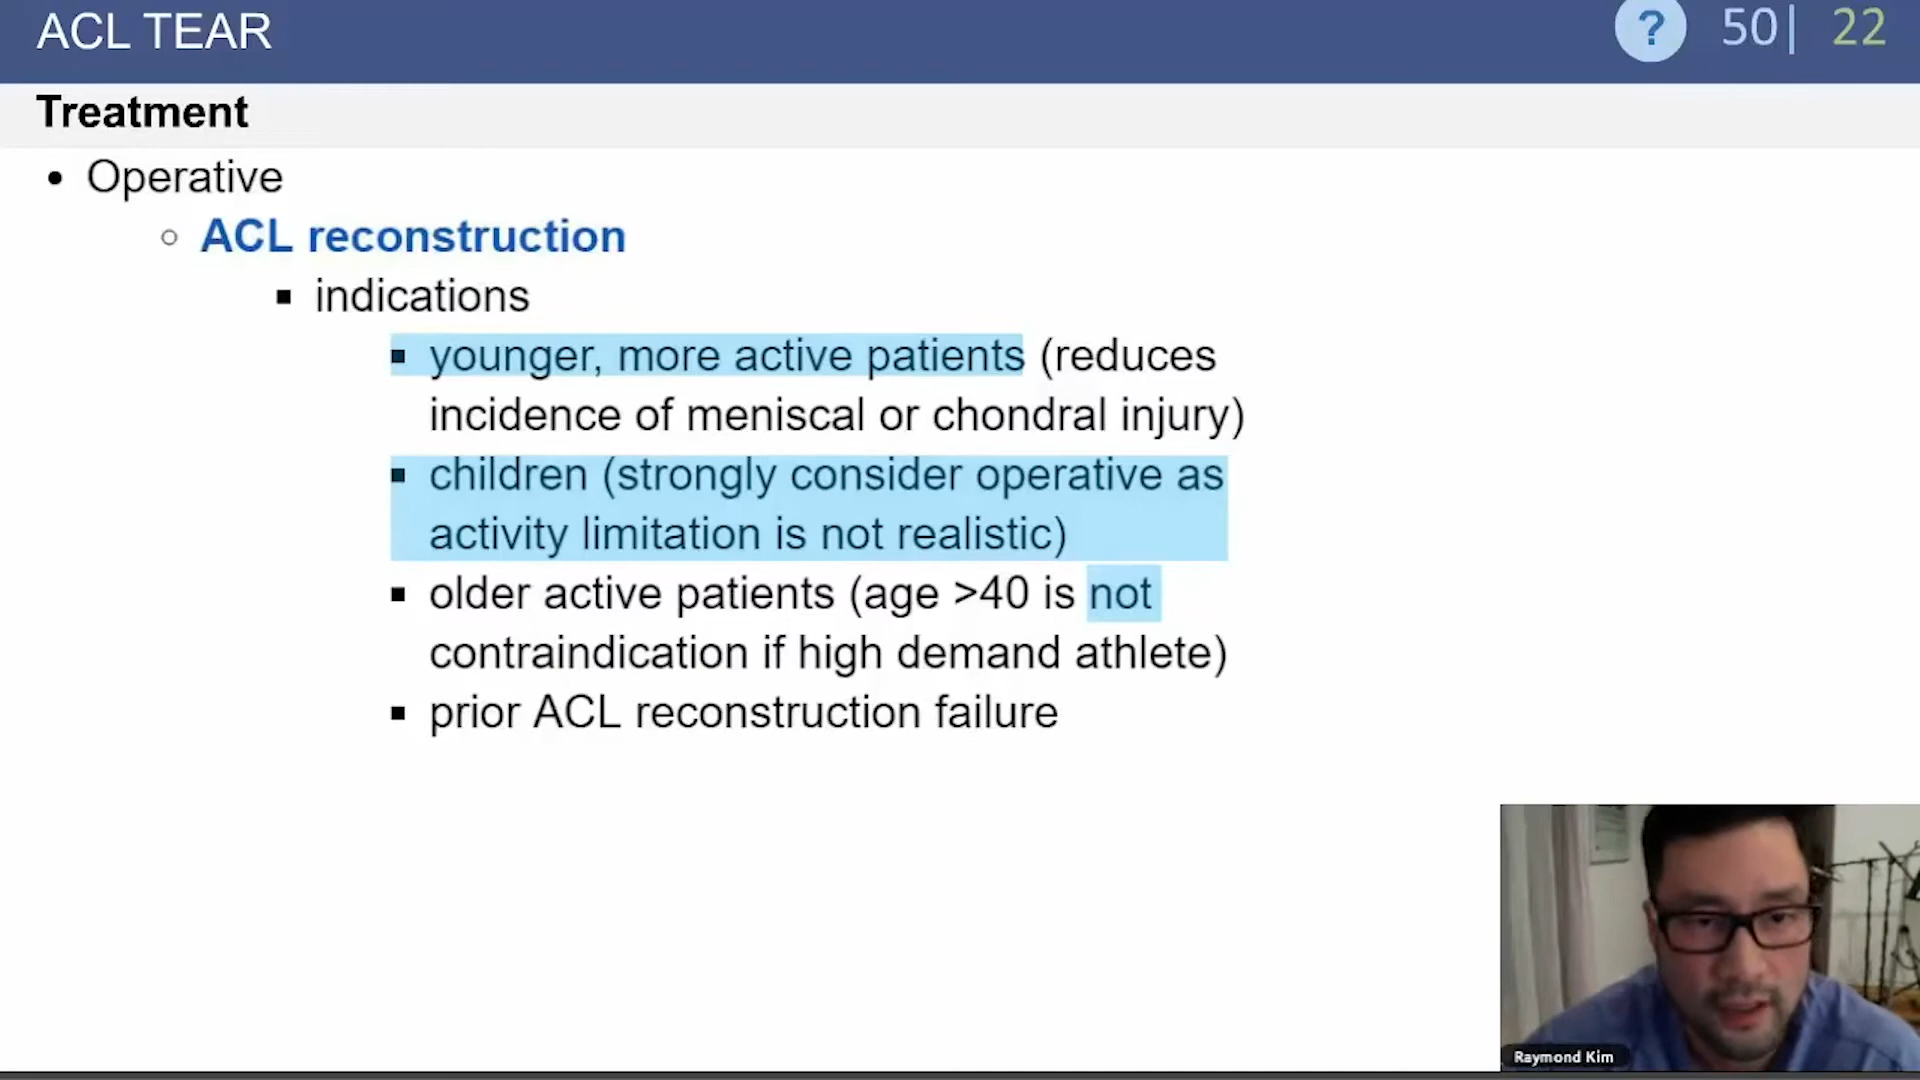 ACL TEAR
? 50| 22
Treatment
• Operative
○ ACL reconstruction
▪ indications
▪ younger, more active patients (reduces
incidence of meniscal or chondral injury)
▪ children (strongly consider operative as
activity limitation is not realistic)
▪ older active patients (age >40 is not
contraindication if high demand athlete)
▪ prior ACL reconstruction failure
Raymond Kim